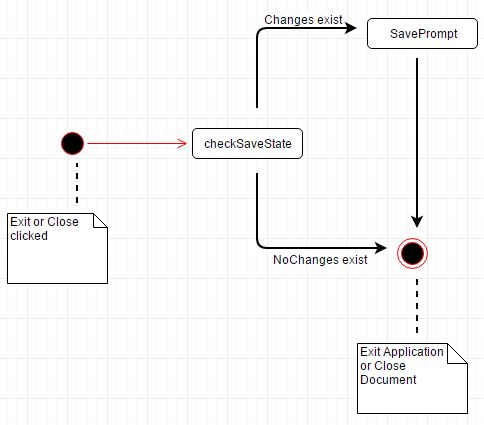 Changes exist
SavePrompt
checkSaveState
Exit or Close
clicked
NoChanges exist
Exit Application
or Close
Document